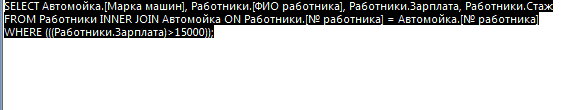 SELECT Автомойка.[Марка машин], Работники.[ФИО работника], Работники.Зарплата, Работники.Стаж
FROM Работники INNER JOIN Автомойка ON Работники.[№ работника] = Автомойка.[№ работника]
WHERE (((Работники.Зарплата)>15000));